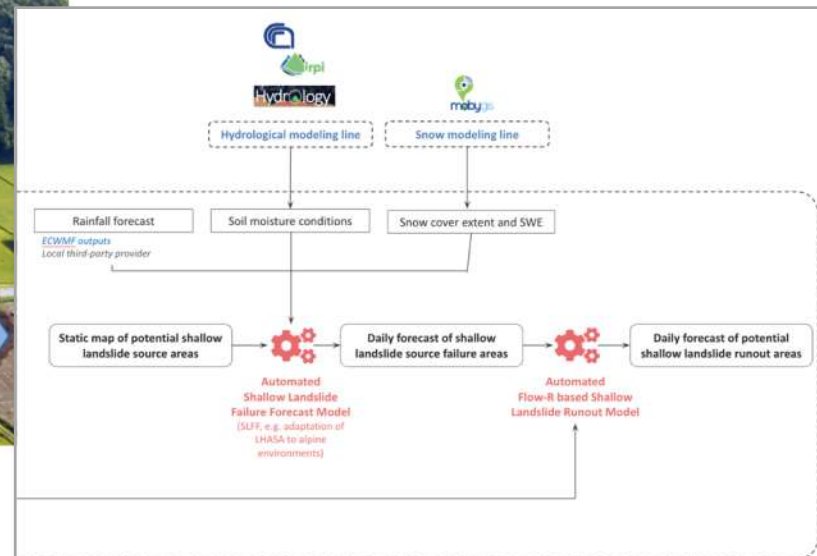 irpi
Hydrology
mobygis
Hydrological modeling line
Snow modeling line
Rainfall forecast
Soil moisture conditions
Snow cover extent and SWE
ECWMF outputs
Local third-party provider
Static map of potential shallow
landslide source areas
Daily forecast of shallow
landslide source failure areas
Daily forecast of potential
shallow landslide runout areas
Automated
Shallow Landslide
Failure Forecast Model
(SLFF, e.g. adaptation of
LHASA to alpine
environments)
Automated
Flow-R based Shallow
Landslide Runout Model